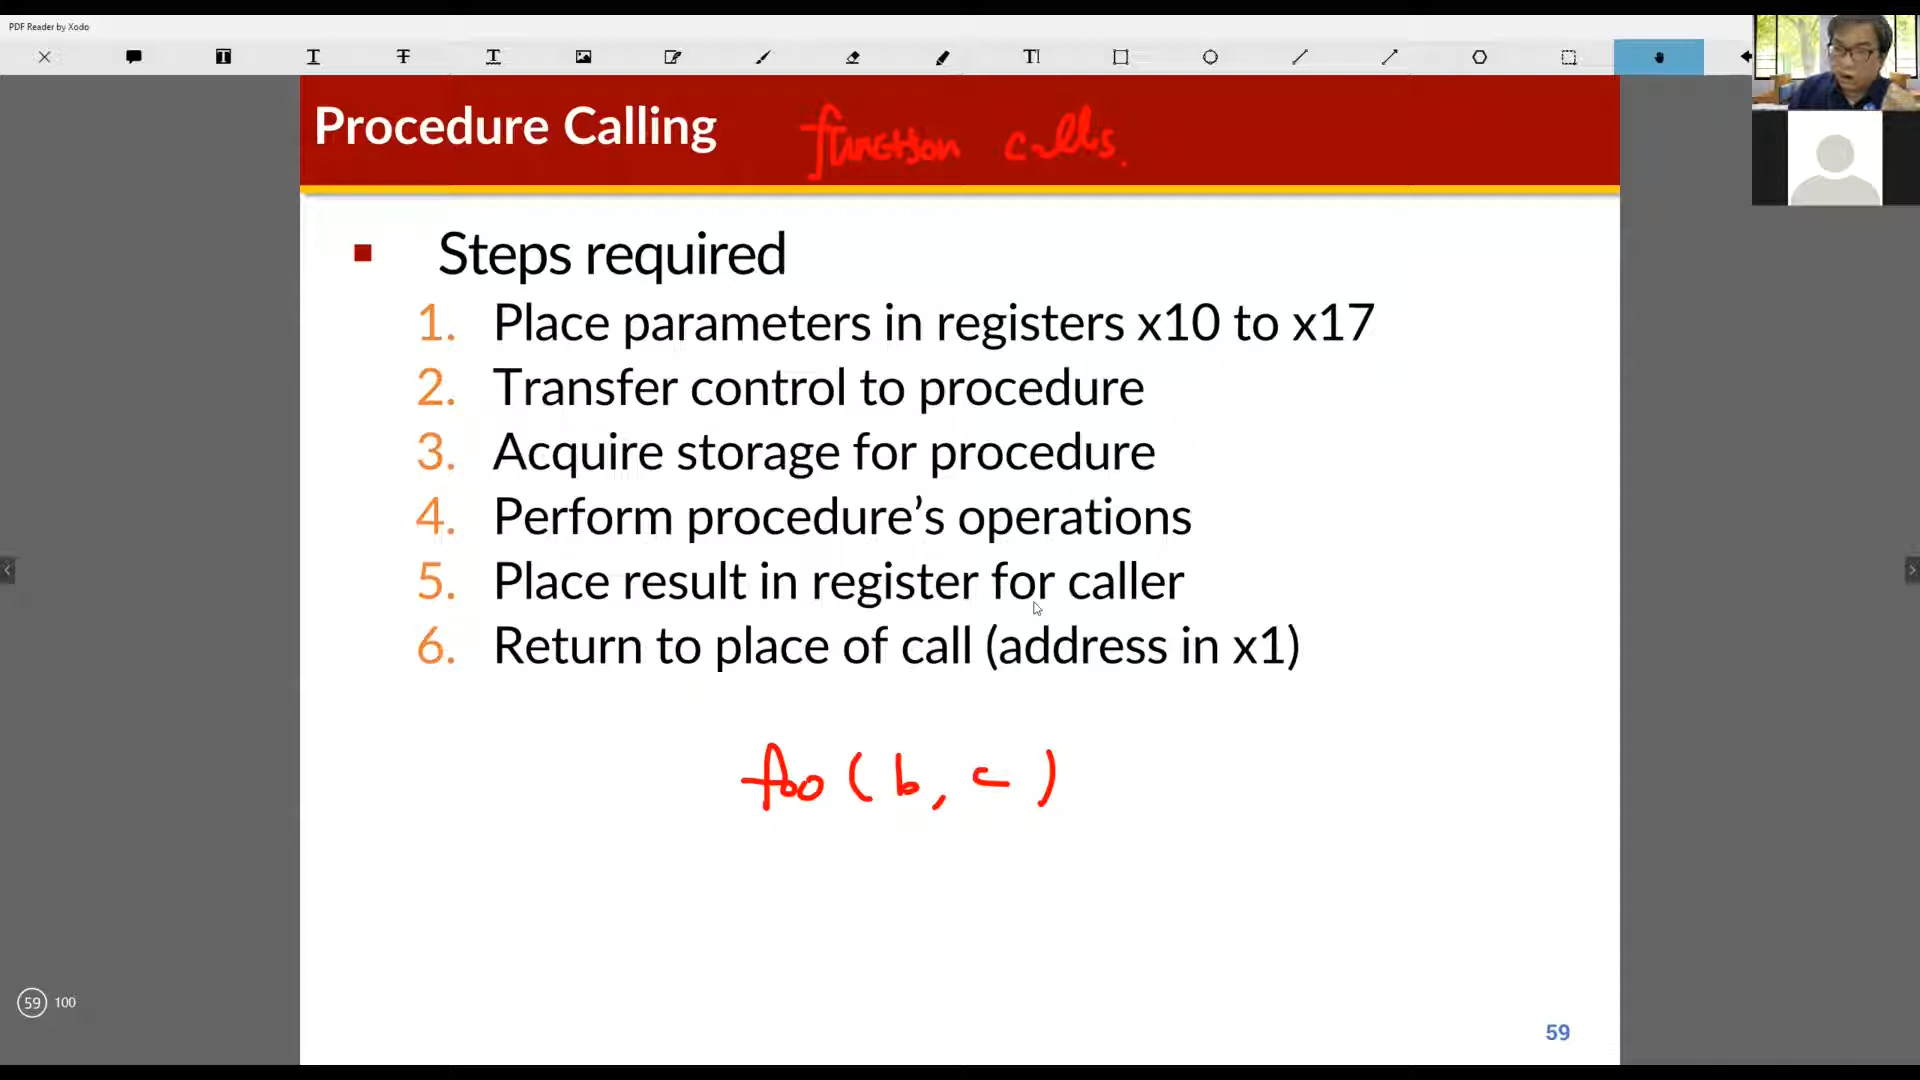 PDF Reader by Xodo
Procedure Calling function calls.
Steps required
1. Place parameters in registers x10 to x17
2. Transfer control to procedure
3. Acquire storage for procedure
4. Perform procedure’s operations
5. Place result in register for caller
6. Return to place of call (address in x1)
foo (b, c)
59 100
59